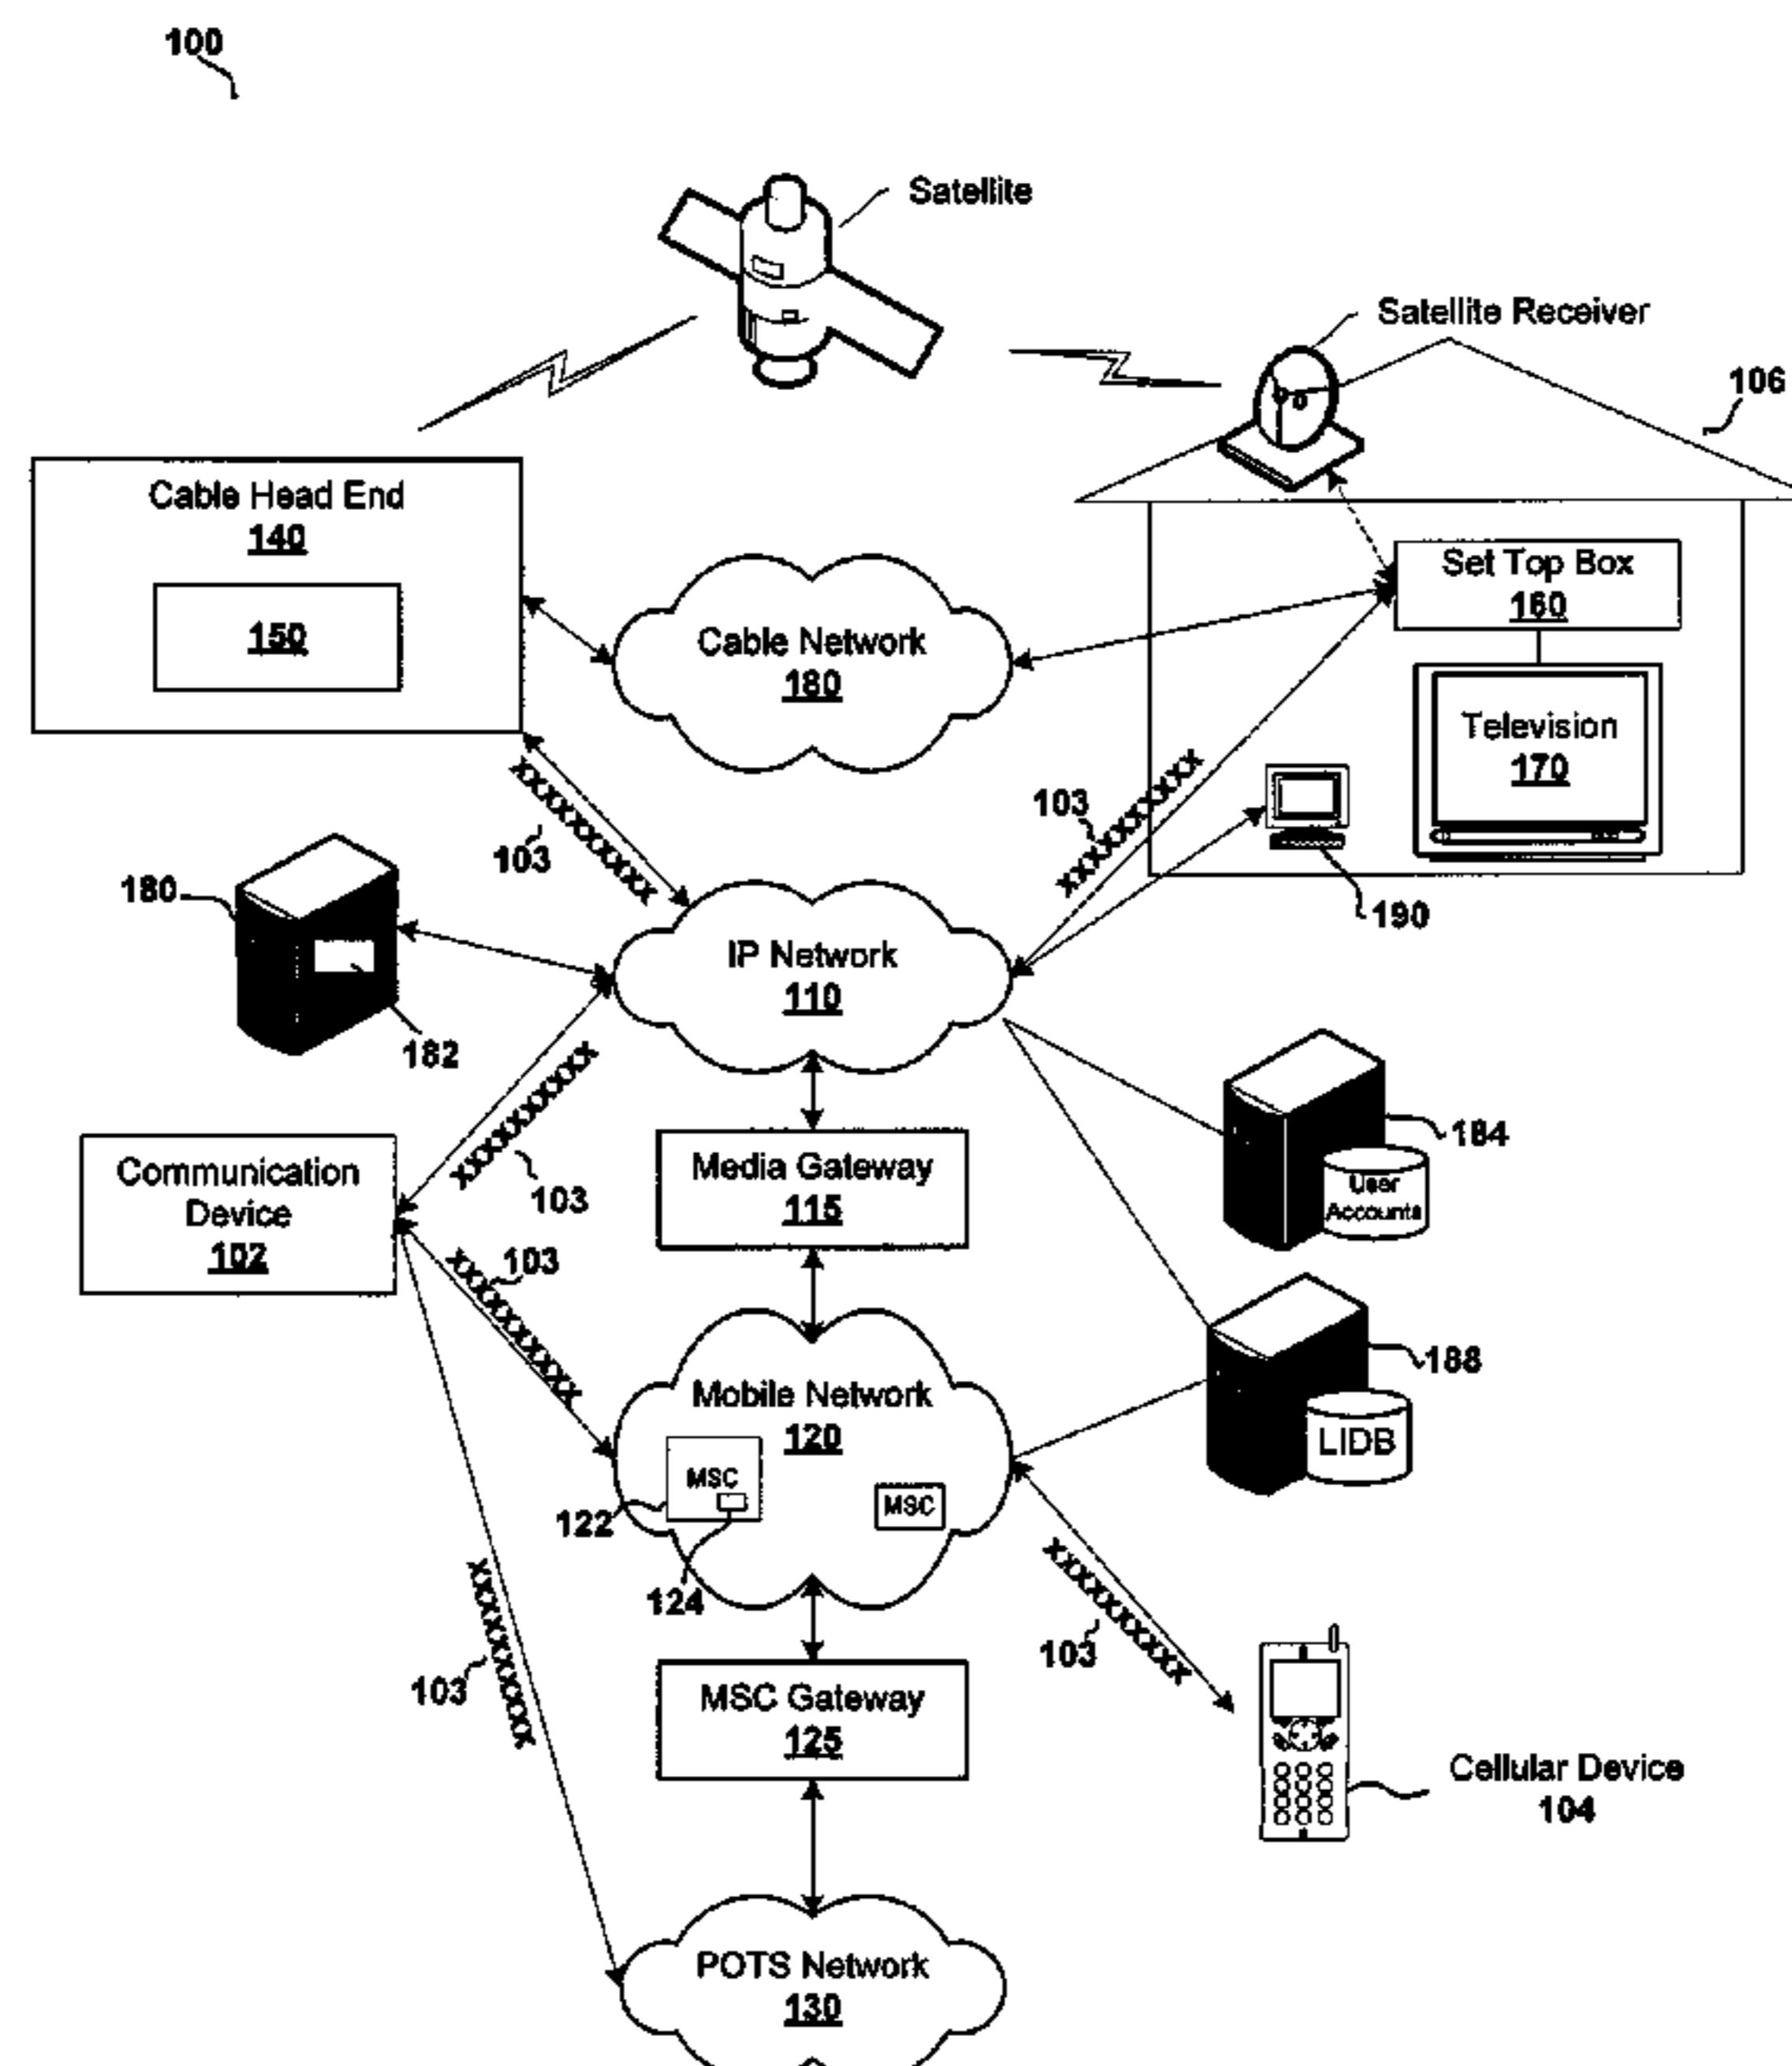 100
Satellite
Satellite Receiver
106
Cable Head End
140
150
Set Top Box
160
Cable Network
180
Television
170
103
XXXXXXXXXX
103
XXXXXXXXXX
190
180
182
IP Network
110
XXXXXXXXXX
103
184
User
Accounts
Communication
Device
102
Media Gateway
115
103
XXXXXXXXXX
188
LIDB
Mobile Network
120
MSC
MSC
122
124
XXXXXXXXXX
103
XXXXXXXXXX
103
MSC Gateway
125
Cellular Device
104
POTS Network
130